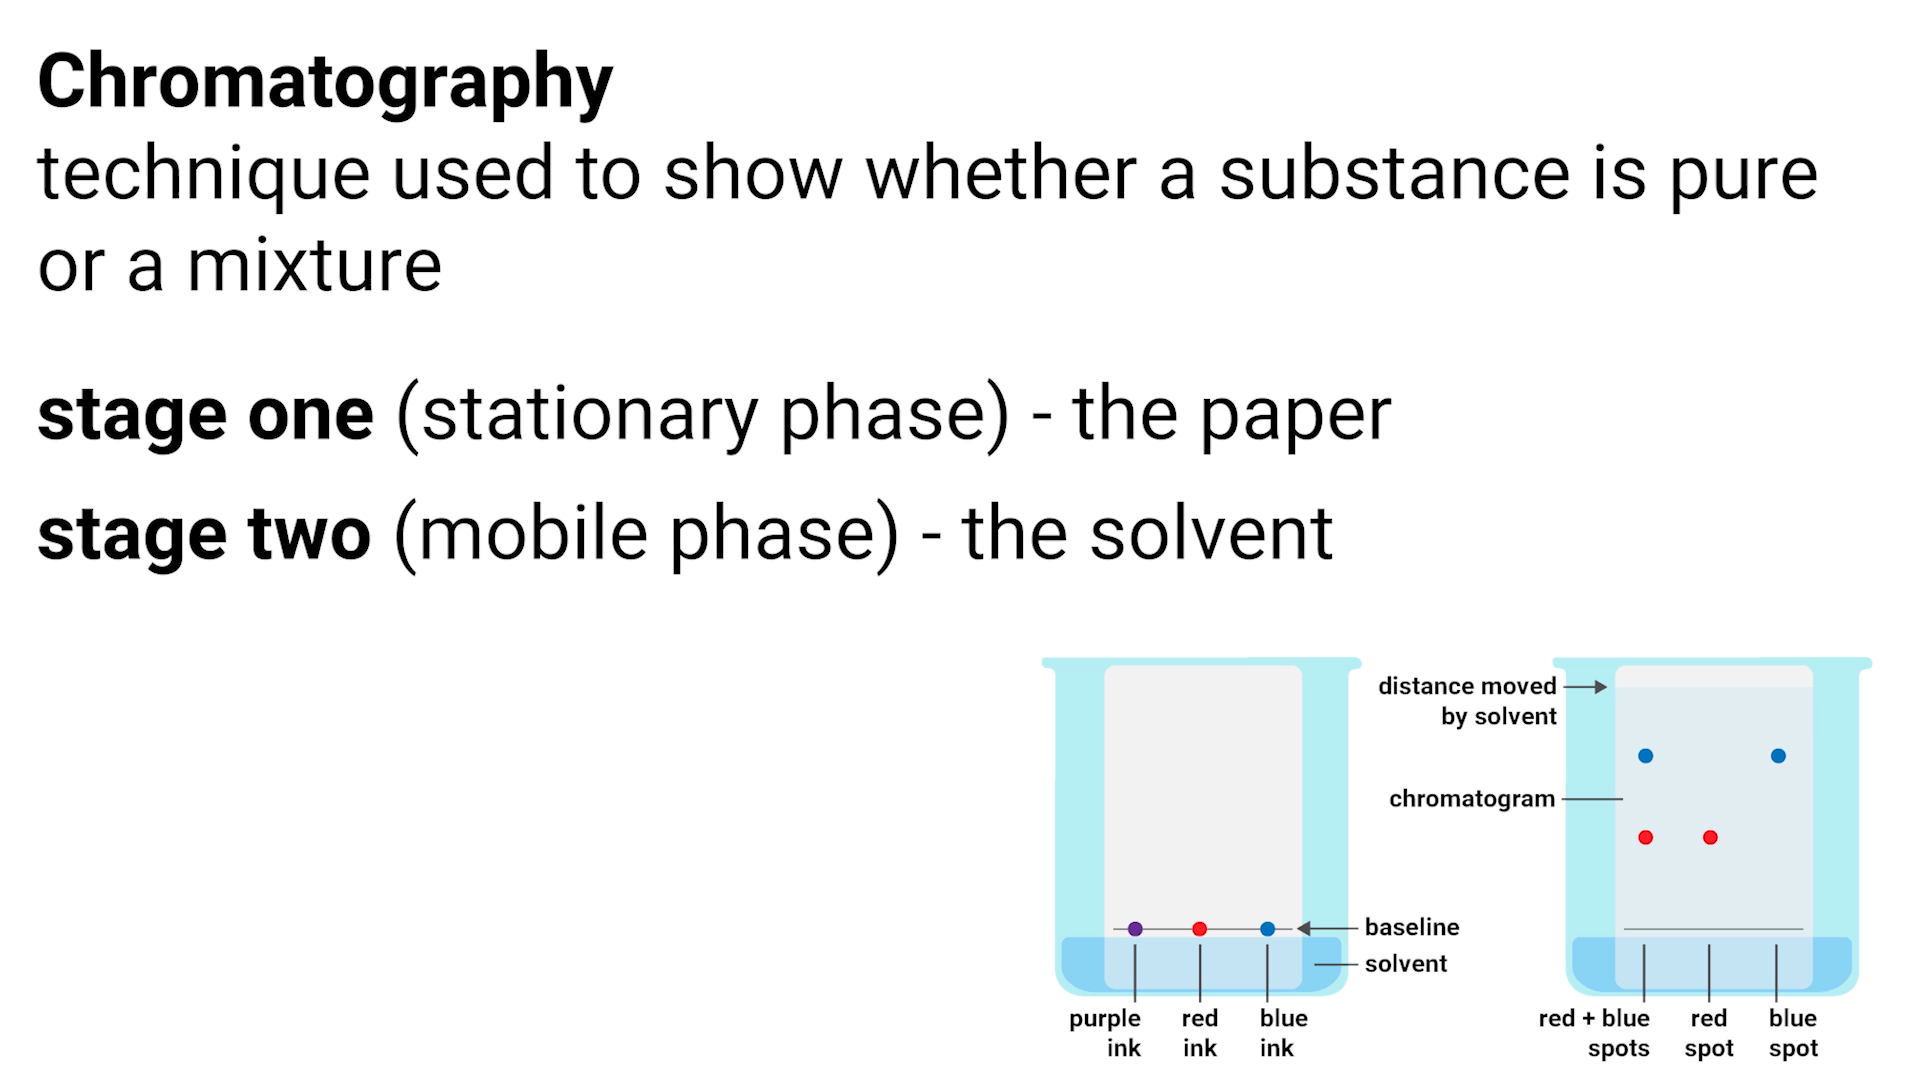 Chromatography
technique used to show whether a substance is pure
or a mixture
stage one (stationary phase) - the paper
stage two (mobile phase) - the solvent
distance moved
by solvent
chromatogram
baseline
solvent
purple
ink
red
ink
blue
ink
red + blue
spots
red
spot
blue
spot